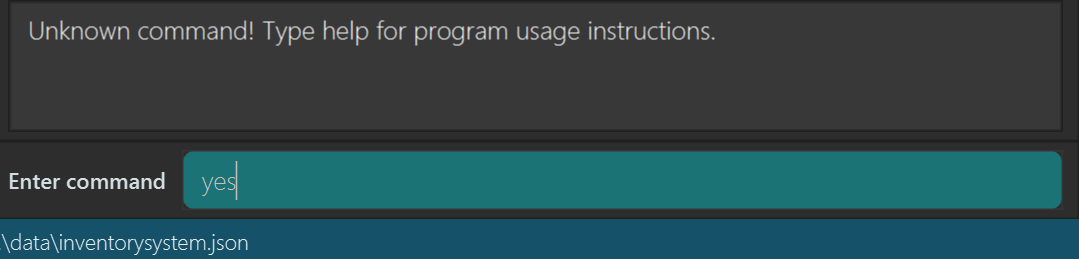 Unknown command! Type help for program usage instructions.
Enter command yes
\data\inventorysystem.json